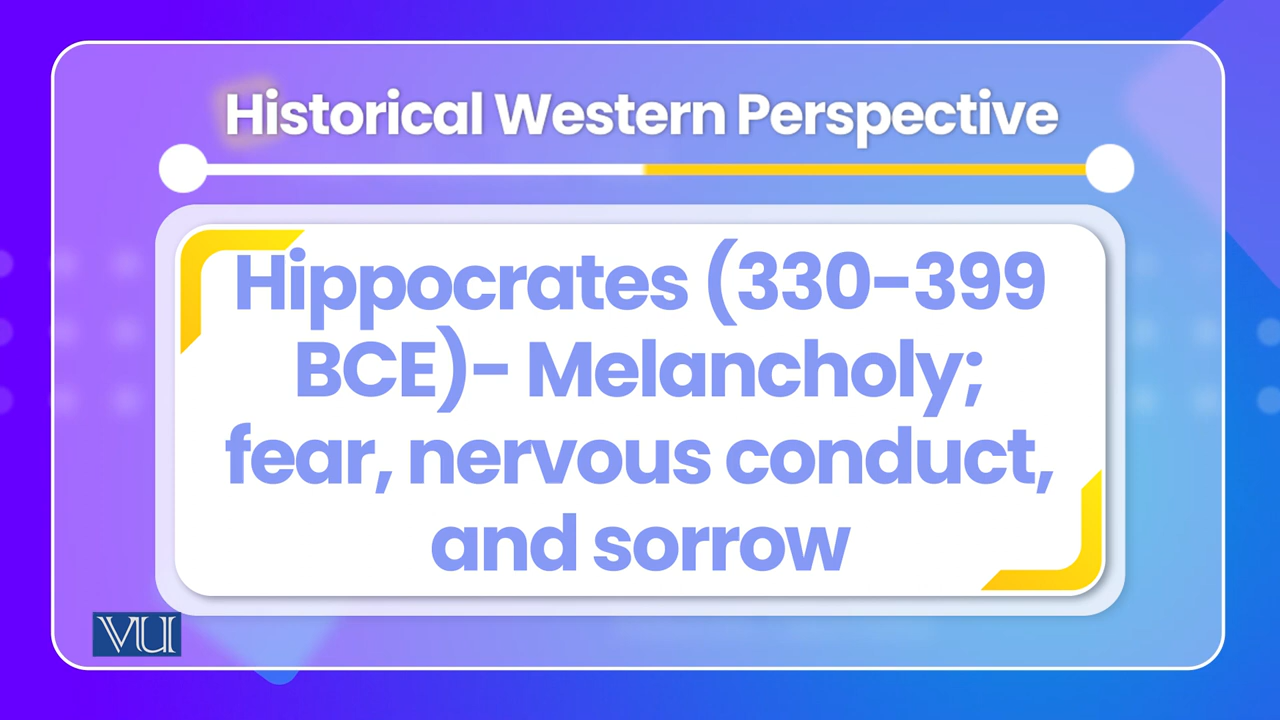 Historical Western Perspective
Hippocrates (330-399
BCE)- Melancholy;
fear, nervous conduct,
and sorrow
VU